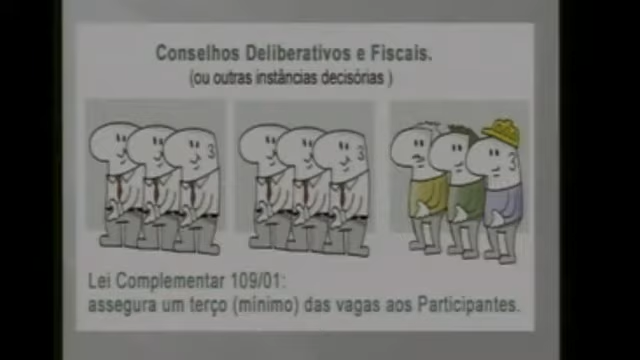 Conselhos Deliberativos e Fiscais.
(ou outras instâncias decisórias )
Lei Complementar 109/01:
assegura um terço (mínimo) das vagas aos Participantes.